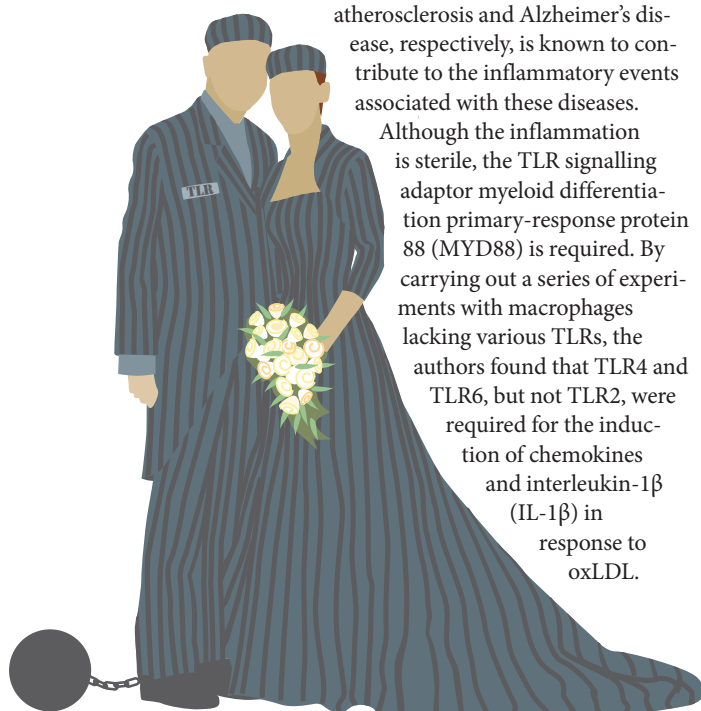 atherosclerosis and Alzheimer's dis-
ease, respectively, is known to con-
tribute to the inflammatory events
associated with these diseases.
Although the inflammation
is sterile, the TLR signalling
adaptor myeloid differentia-
tion primary-response protein
88 (MYD88) is required. By
carrying out a series of experi-
ments with macrophages
lacking various TLRs, the
authors found that TLR4 and
TLR6, but not TLR2, were
required for the induc-
tion of chemokines
and interleukin-1β
(IL-1β) in
response to
oxLDL.
TLR